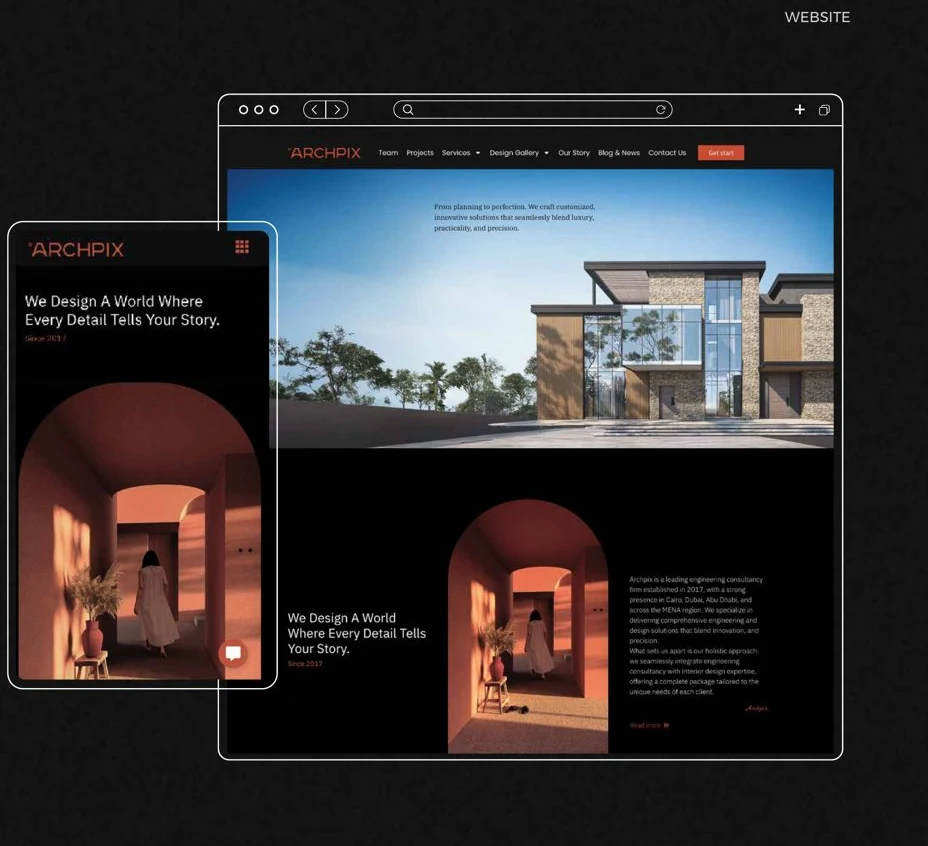 WEBSITE
ARCHPIX Team Projects Services Design Gallery Our Story Blog & News Contact Us Get start
From planning to perfection. We craft customized,
innovative solutions that seamlessly blend luxury,
practicality, and precision.
ARCHPIX
We Design A World Where
Every Detail Tells Your Story.
Since 2017
We Design A World
Where Every Detail Tells
Your Story.
Since 2017
Archpix is a leading engineering consultancy
firm established in 2017, with a strong
presence in Cairo, Dubai, Abu Dhabi, and
across the MENA region. We specialize in
delivering comprehensive engineering and
design solutions that blend innovation, and
precision.
What sets us apart is our holistic approach:
we seamlessly integrate engineering
consultancy with interior design expertise,
offering a complete package tailored to the
unique needs of each client.
Read more